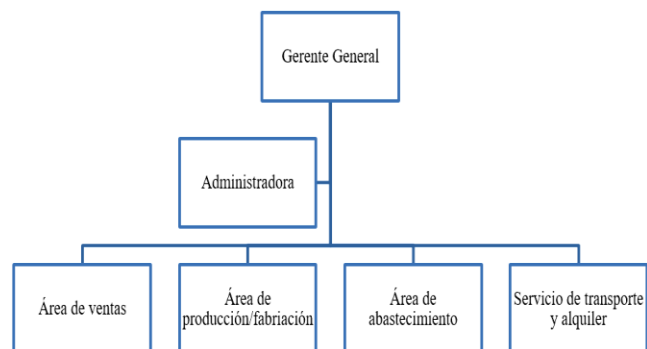 Gerente General
Administradora
Área de ventas
Área de
producción/fabriación
Área de
abastecimiento
Servicio de transporte
y alquiler